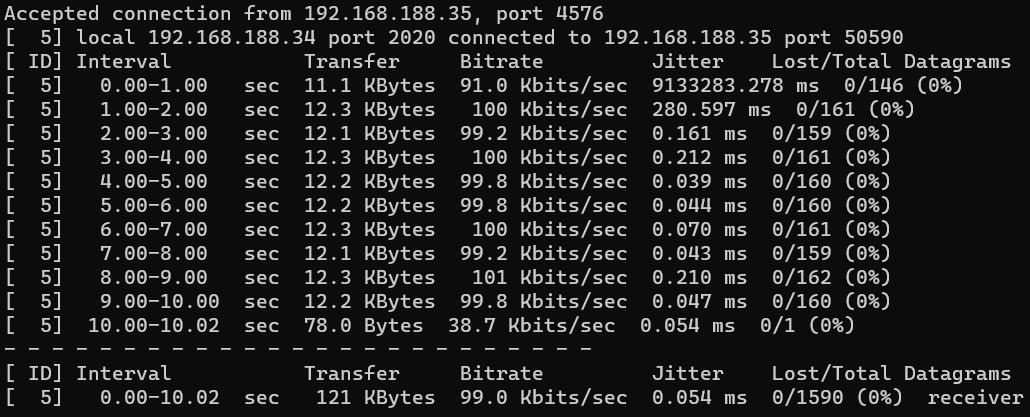 Accepted connection from 192.168.188.35, port 4576
[  5] local 192.168.188.34 port 2020 connected to 192.168.188.35 port 50590
[ ID] Interval           Transfer     Bitrate         Jitter    Lost/Total Datagrams
[  5]   0.00-1.00   sec  11.1 KBytes  91.0 Kbits/sec  9133283.278 ms  0/146 (0%)
[  5]   1.00-2.00   sec  12.3 KBytes   100 Kbits/sec  280.597 ms  0/161 (0%)
[  5]   2.00-3.00   sec  12.1 KBytes  99.2 Kbits/sec  0.161 ms  0/159 (0%)
[  5]   3.00-4.00   sec  12.3 KBytes   100 Kbits/sec  0.212 ms  0/161 (0%)
[  5]   4.00-5.00   sec  12.2 KBytes  99.8 Kbits/sec  0.039 ms  0/160 (0%)
[  5]   5.00-6.00   sec  12.2 KBytes  99.8 Kbits/sec  0.044 ms  0/160 (0%)
[  5]   6.00-7.00   sec  12.3 KBytes   100 Kbits/sec  0.070 ms  0/161 (0%)
[  5]   7.00-8.00   sec  12.1 KBytes  99.2 Kbits/sec  0.043 ms  0/159 (0%)
[  5]   8.00-9.00   sec  12.3 KBytes   101 Kbits/sec  0.210 ms  0/162 (0%)
[  5]   9.00-10.00  sec  12.2 KBytes  99.8 Kbits/sec  0.047 ms  0/160 (0%)
[  5]  10.00-10.02  sec  78.0 Bytes  38.7 Kbits/sec  0.054 ms  0/1 (0%)
- - - - - - - - - - - - - - - - - - - - - - - - -
[ ID] Interval           Transfer     Bitrate         Jitter    Lost/Total Datagrams
[  5]   0.00-10.02  sec   121 KBytes  99.0 Kbits/sec  0.054 ms  0/1590 (0%)  receiver